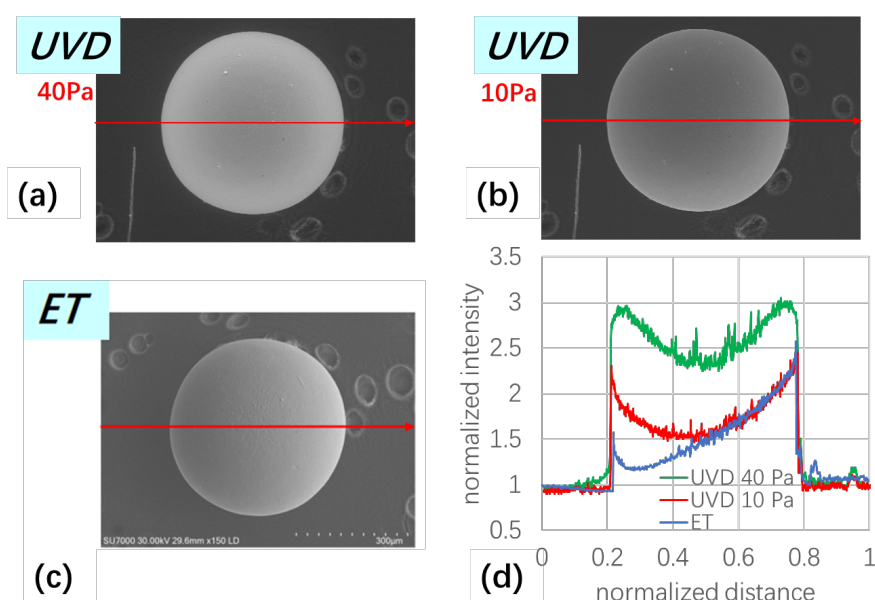 UVD
40Pa
(a)
UVD
10Pa
(b)
ET
SU7000 30.00kV 29.6mm x150 LD
300µm
(c)
3.5
3
2.5
2
1.5
1
0.5
normalized intensity
UVD 40 Pa
UVD 10 Pa
ET
0 0.2 0.4 0.6 0.8 1
normalized distance
(d)